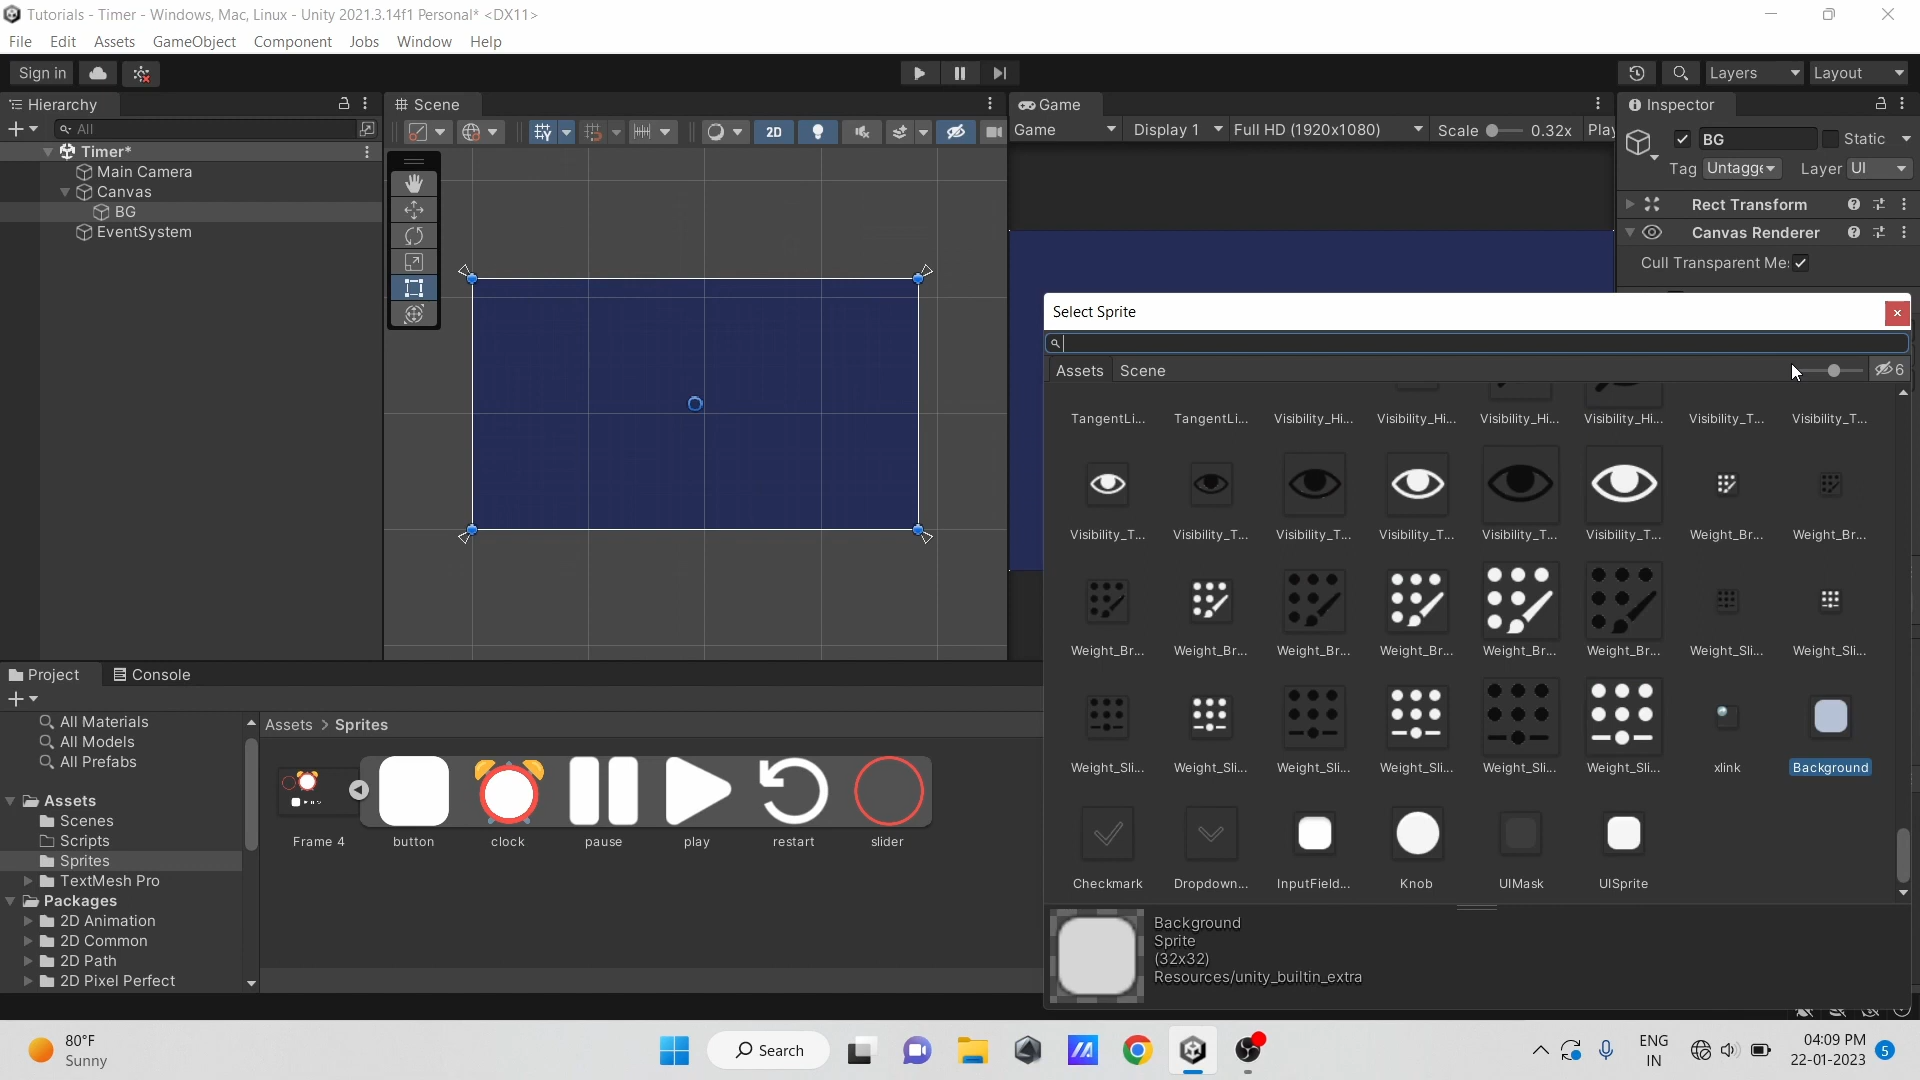 Tutorials - Timer - Windows, Mac, Linux - Unity 2021.3.14f1 Personal* <DX11>
File Edit Assets GameObject Component Jobs Window Help
Sign in
Layers
Layout
Hierarchy
Scene
Game
Inspector
All
2D
Game
Display 1
Full HD (1920x1080)
Scale
0.32x
Play
BG
Static
Timer*
Main Camera
Canvas
BG
EventSystem
Tag Untagge
Layer UI
Rect Transform
Canvas Renderer
Cull Transparent Me
Select Sprite
Assets
Scene
6
TangentLi... TangentLi... Visibility_Hi... Visibility_Hi... Visibility_Hi... Visibility_Hi... Visibility_T... Visibility_T...
Visibility_T... Visibility_T... Visibility_T... Visibility_T... Visibility_T... Visibility_T... Weight_Br... Weight_Br...
Weight_Br... Weight_Br... Weight_Br... Weight_Br... Weight_Br... Weight_Br... Weight_Sli... Weight_Sli...
Weight_Sli... Weight_Sli... Weight_Sli... Weight_Sli... Weight_Sli... Weight_Sli... xlink Background
Checkmark Dropdown... InputField... Knob UIMask UISprite
Background
Sprite
(32x32)
Resources/unity_builtin_extra
Project
Console
All Materials
All Models
All Prefabs
Assets
Scenes
Scripts
Sprites
TextMesh Pro
Packages
2D Animation
2D Common
2D Path
2D Pixel Perfect
Assets > Sprites
Frame 4 button clock pause play restart slider
80°F
Sunny
Search
ENG
IN
04:09 PM
22-01-2023
5